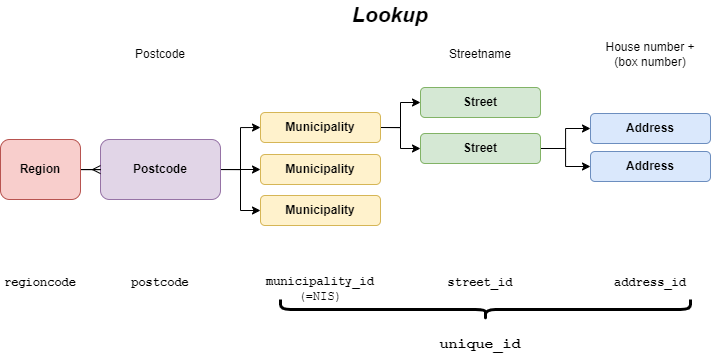 Lookup
Postcode
Streetname
House number +
(box number)
Region
Postcode
Municipality
Municipality
Municipality
Street
Street
Address
Address
regioncode
postcode
municipality_id
(=NIS)
street_id
address_id
unique_id